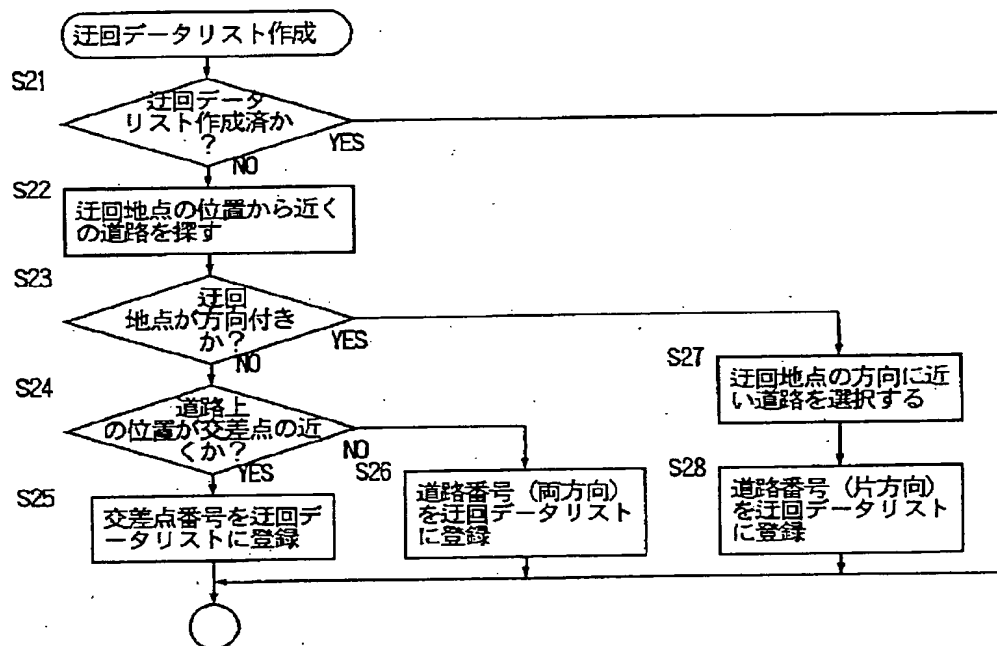 迂回データリスト作成
S21
迂回データ
リスト作成済か
?
YES
NO
S22
迂回地点の位置から近く
の道路を探す
S23
迂回
地点が方向付き
か?
YES
NO
S27
迂回地点の方向に近
い道路を選択する
S24
道路上
の位置が交差点の近
くか?
NO
YES
S25
交差点番号を迂回デ
ータリストに登録
S26
道路番号(両方向)
を迂回データリスト
に登録
S28
道路番号(片方向)
を迂回データリスト
に登録